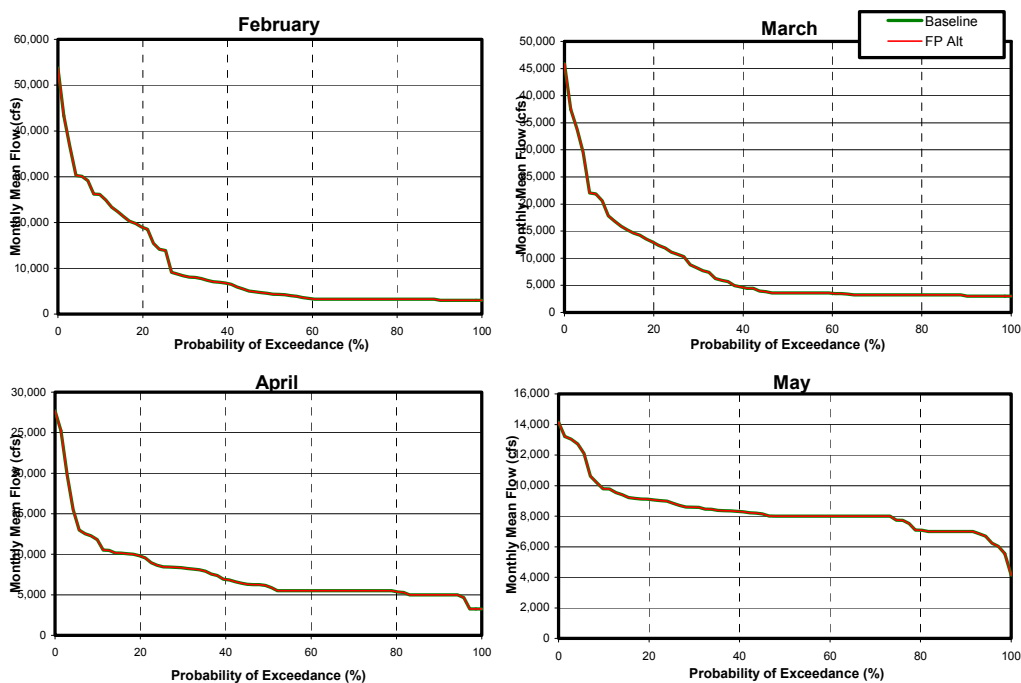 February
60,000
50,000
40,000
30,000
20,000
10,000
0
Monthly Mean Flow (cfs)
0 20 40 60 80 100
Probability of Exceedance (%)
March
Baseline
FP Alt
50,000
45,000
40,000
35,000
30,000
25,000
20,000
15,000
10,000
5,000
0
Monthly Mean Flow (cfs)
0 20 40 60 80 100
Probability of Exceedance (%)
April
30,000
25,000
20,000
15,000
10,000
5,000
0
Monthly Mean Flow (cfs)
0 20 40 60 80 100
Probability of Exceedance (%)
May
16,000
14,000
12,000
10,000
8,000
6,000
4,000
2,000
0
Monthly Mean Flow (cfs)
0 20 40 60 80 100
Probability of Exceedance (%)